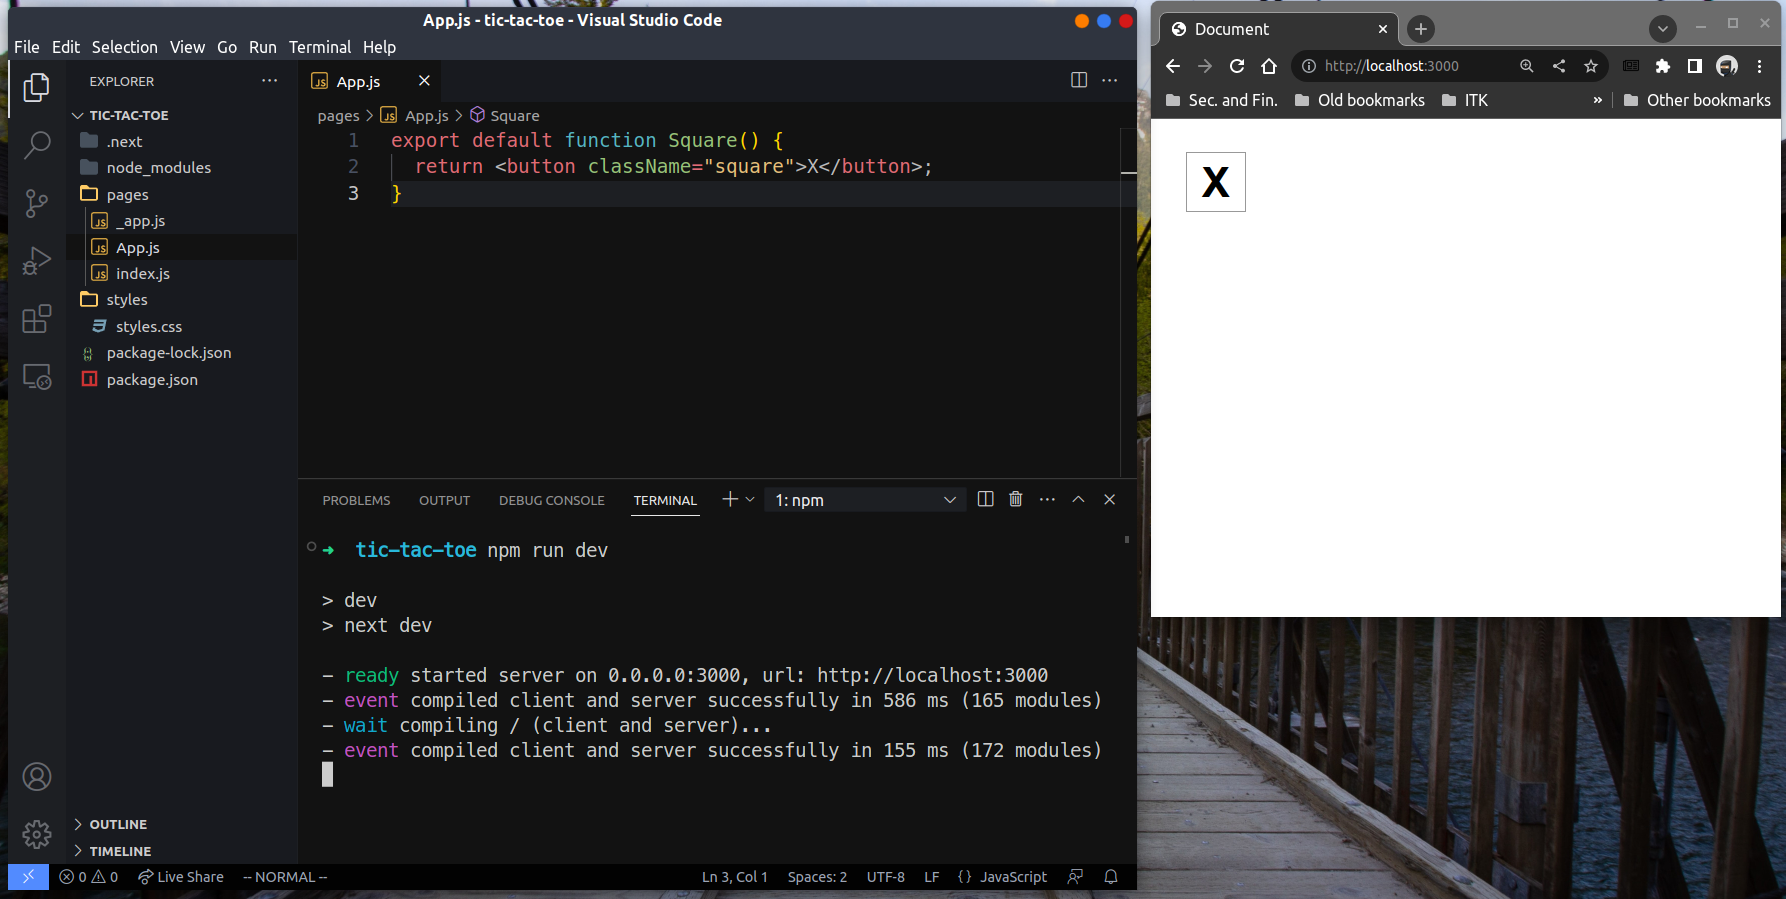 App.js - tic-tac-toe - Visual Studio Code
File Edit Selection View Go Run Terminal Help
EXPLORER
TIC-TAC-TOE
.next
node_modules
pages
_app.js
App.js
index.js
styles
styles.css
package-lock.json
package.json
OUTLINE
TIMELINE
App.js
pages > App.js > Square
1 export default function Square() {
2 return <button className="square">X</button>;
3 }
PROBLEMS OUTPUT DEBUG CONSOLE TERMINAL 1: npm
➜ tic-tac-toe npm run dev
> dev
> next dev
- ready started server on 0.0.0.0:3000, url: http://localhost:3000
- event compiled client and server successfully in 586 ms (165 modules)
- wait compiling / (client and server)...
- event compiled client and server successfully in 155 ms (172 modules)
0 0 Live Share -- NORMAL -- Ln 3, Col 1 Spaces: 2 UTF-8 LF {} JavaScript
Document
http://localhost:3000
Sec. and Fin. Old bookmarks ITK » Other bookmarks
X